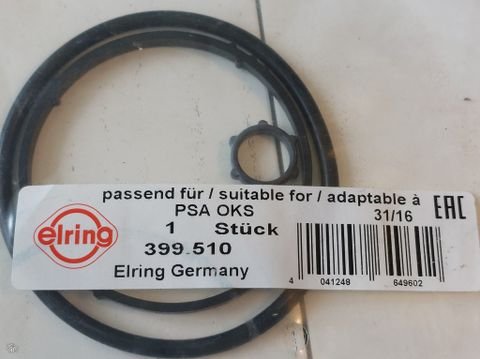 passend für / suitable for / adaptable à
PSA OKS
31/16
EAC
elring
1 Stück
399.510
Elring Germany
4 041248 649602